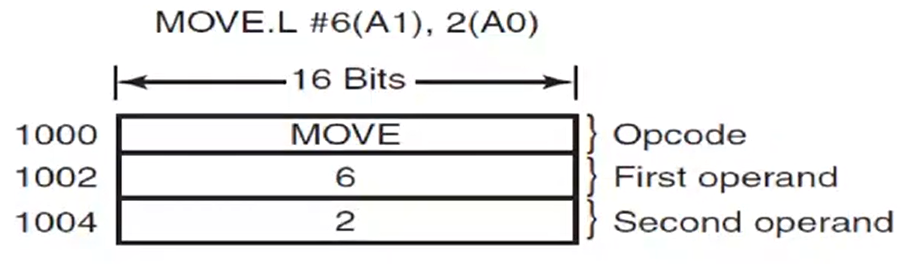 MOVE.L #6(A1), 2(A0)
16 Bits
1000 MOVE } Opcode
1002 6 } First operand
1004 2 } Second operand